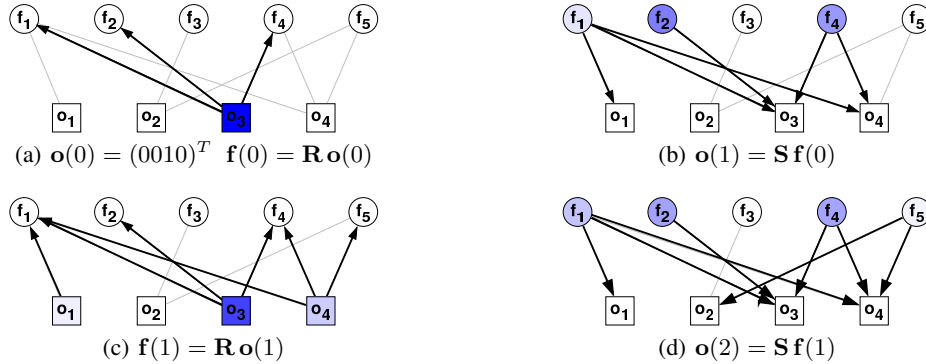 f1 f2 f3 f4 f5
o1 o2 o3 o4
(a) o(0) = (0010)^T f(0) = R o(0)
f1 f2 f3 f4 f5
o1 o2 o3 o4
(b) o(1) = S f(0)
f1 f2 f3 f4 f5
o1 o2 o3 o4
(c) f(1) = R o(1)
f1 f2 f3 f4 f5
o1 o2 o3 o4
(d) o(2) = S f(1)